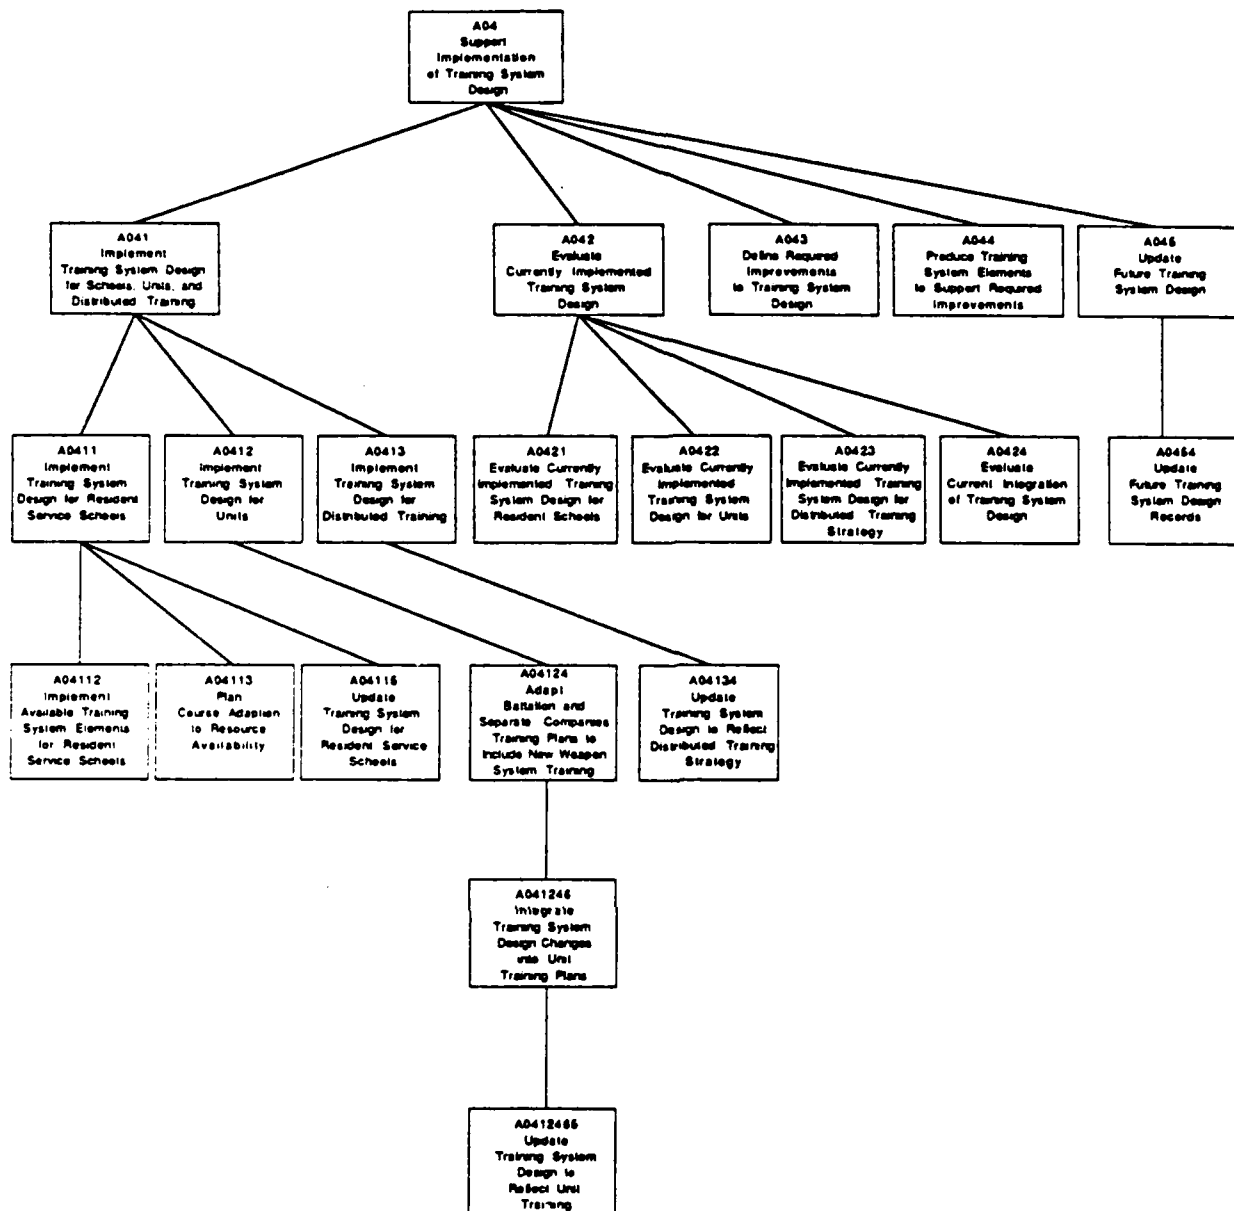 A04
Support
Implementation
of Training System
Design
A041
Implement
Training System Design
for Schools, Units, and
Distributed Training
A042
Evaluate
Currently Implemented
Training System
Design
A043
Define Required
Improvements
to Training System
Design
A044
Produce Training
System Elements
to Support Required
Improvements
A045
Update
Future Training
System Design
A0411
Implement
Training System
Design for Resident
Service Schools
A0412
Implement
Training System
Design for
Units
A0413
Implement
Training System
Design for
Distributed Training
A0421
Evaluate Currently
Implemented Training
System Design for
Resident Schools
A0422
Evaluate Currently
Implemented
Training System
Design for Units
A0423
Evaluate Currently
Implemented Training
System Design for
Distributed Training
Strategy
A0424
Evaluate
Current Integration
of Training System
Design
A0454
Update
Future Training
System Design
Records
A04112
Implement
Available Training
System Elements
for Resident
Service Schools
A04113
Plan
Course Adaption
to Resource
Availability
A04115
Update
Training System
Design for
Resident Service
Schools
A04124
Adapt
Battalion and
Separate Companies
Training Plans to
Include New Weapon
System Training
A04134
Update
Training System
Design to Reflect
Distributed Training
Strategy
A041246
Integrate
Training System
Design Changes
into Unit
Training Plans
A0412465
Update
Training System
Design to
Reflect Unit
Training